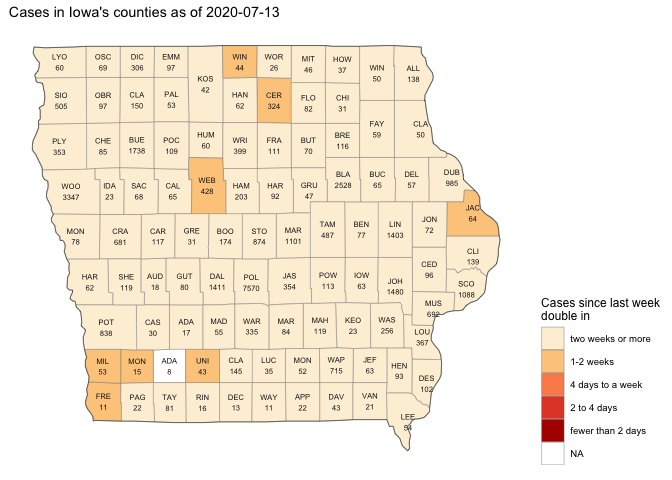 Cases in Iowa's counties as of 2020-07-13
LYO OSC DIC EMM WIN WOR MIT HOW WIN ALL
60 69 306 97 44 26 46 37 50 138
KOS
42
SIO OBR CLA PAL HAN CER FLO CHI
505 97 150 53 62 324 82 31
FAY CLA
59 50
PLY CHE BUE POC HUM WRI FRA BUT BRE
353 85 1738 109 60 399 111 70 116
WOO IDA SAC CAL WEB HAM HAR GRU BLA BUC DEL DUB
3347 23 68 65 428 203 92 47 2528 65 57 985
JAC
64
MON CRA CAR GRE BOO STO MAR TAM BEN LIN JON
78 681 117 31 174 874 1101 487 77 1403 72
CLI
139
CED
96
HAR SHE AUD GUT DAL POL JAS POW IOW JOH SCO
62 119 18 80 1411 7570 354 113 63 1480 1088
MUS
692
POT CAS ADA MAD WAR MAR MAH KEO WAS LOU
838 30 17 55 335 84 119 23 256 367
MIL MON ADA UNI CLA LUC MON WAP JEF HEN DES
53 15 8 43 145 35 52 715 63 93 102
FRE PAG TAY RIN DEC WAY APP DAV VAN LEE
11 22 81 16 13 11 22 43 21 54
Cases since last week
double in
two weeks or more
1-2 weeks
4 days to a week
2 to 4 days
fewer than 2 days
NA